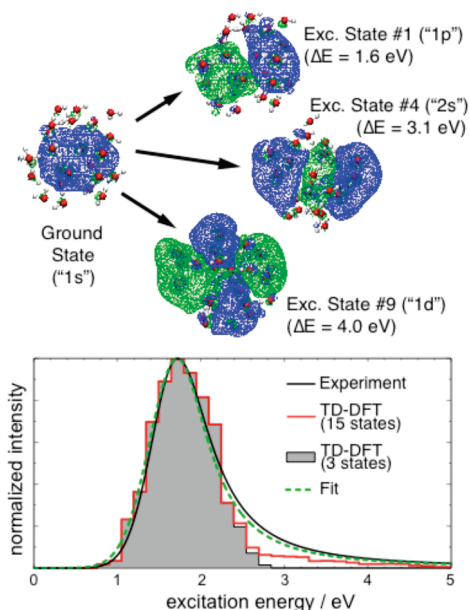 Exc. State #1 ("1p")
(ΔE = 1.6 eV)
Exc. State #4 ("2s")
(ΔE = 3.1 eV)
Ground
State
("1s")
Exc. State #9 ("1d")
(ΔE = 4.0 eV)
normalized intensity
Experiment
TD-DFT
(15 states)
TD-DFT
(3 states)
Fit
0 1 2 3 4 5
excitation energy / eV